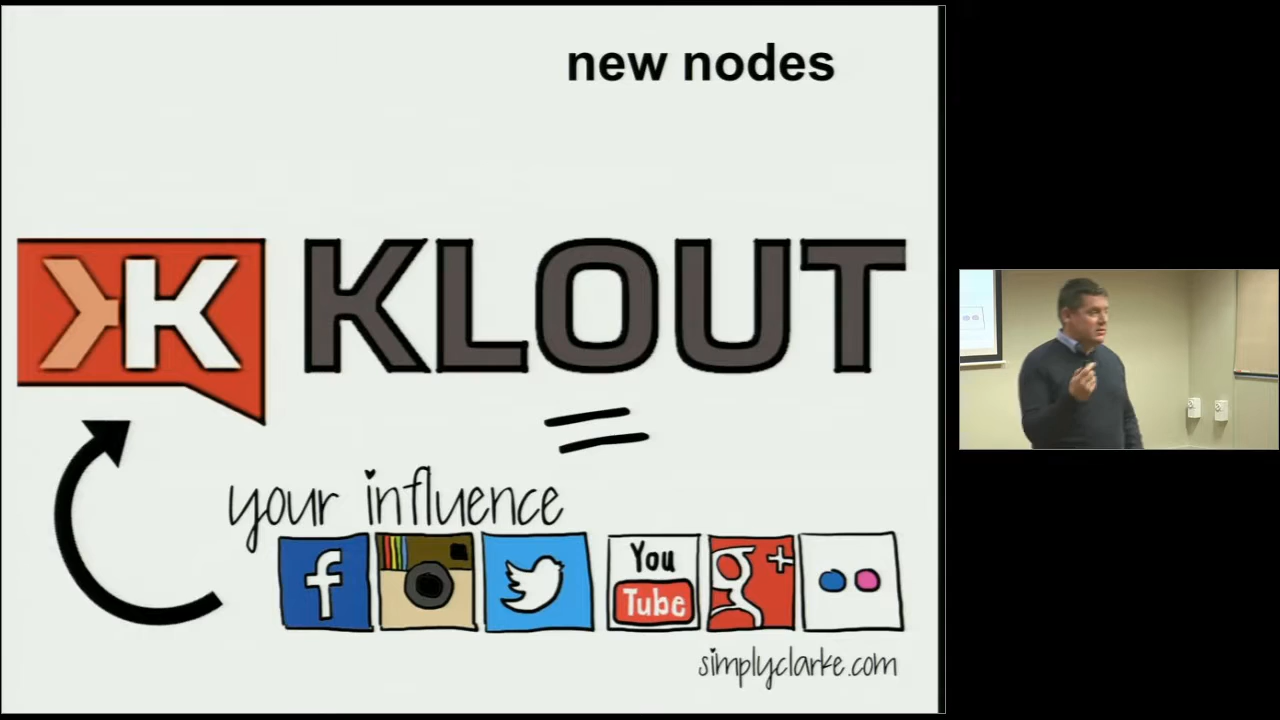 new nodes
KLOUT
=
your influence
f
You
Tube
g+
simplyclarke.com